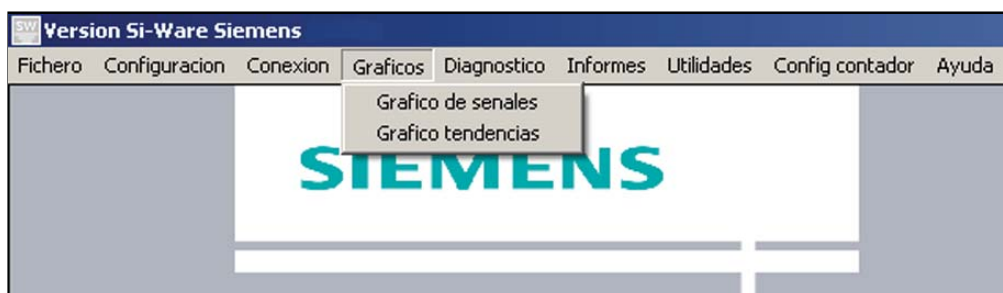 SW Version Si-Ware Siemens
Fichero Configuracion Conexion Graficos Diagnostico Informes Utilidades Config contador Ayuda
Grafico de senales
Grafico tendencias
SIEMENS